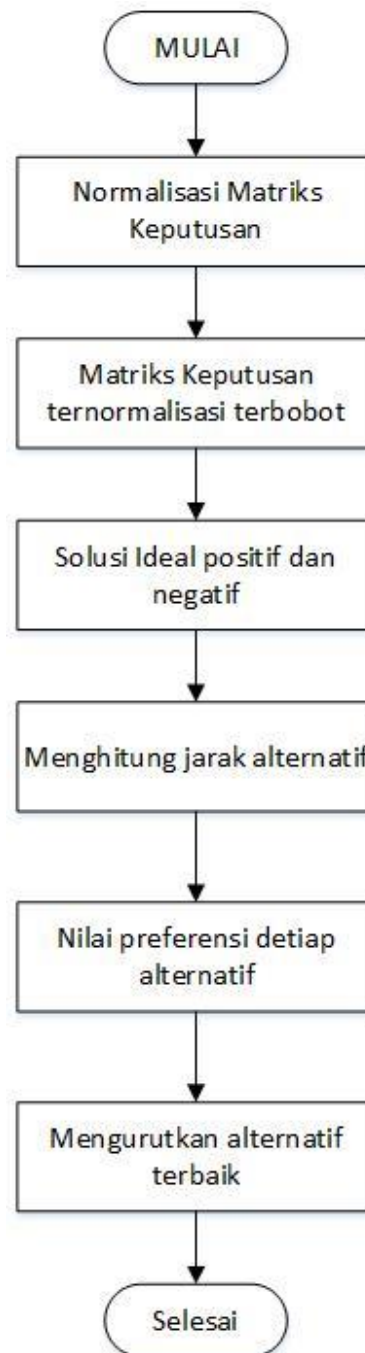 MULAI
Normalisasi Matriks
Keputusan
Matriks Keputusan
ternormalisasi terbobot
Solusi Ideal positif dan
negatif
Menghitung jarak alternatif
Nilai preferensi detiap
alternatif
Mengurutkan alternatif
terbaik
Selesai